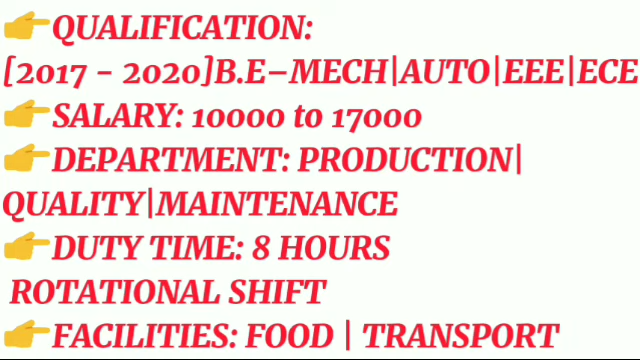 👉QUALIFICATION:
[2017 - 2020]B.E–MECH|AUTO|EEE|ECE
👉SALARY: 10000 to 17000
👉DEPARTMENT: PRODUCTION|
QUALITY|MAINTENANCE
👉DUTY TIME: 8 HOURS
ROTATIONAL SHIFT
👉FACILITIES: FOOD | TRANSPORT